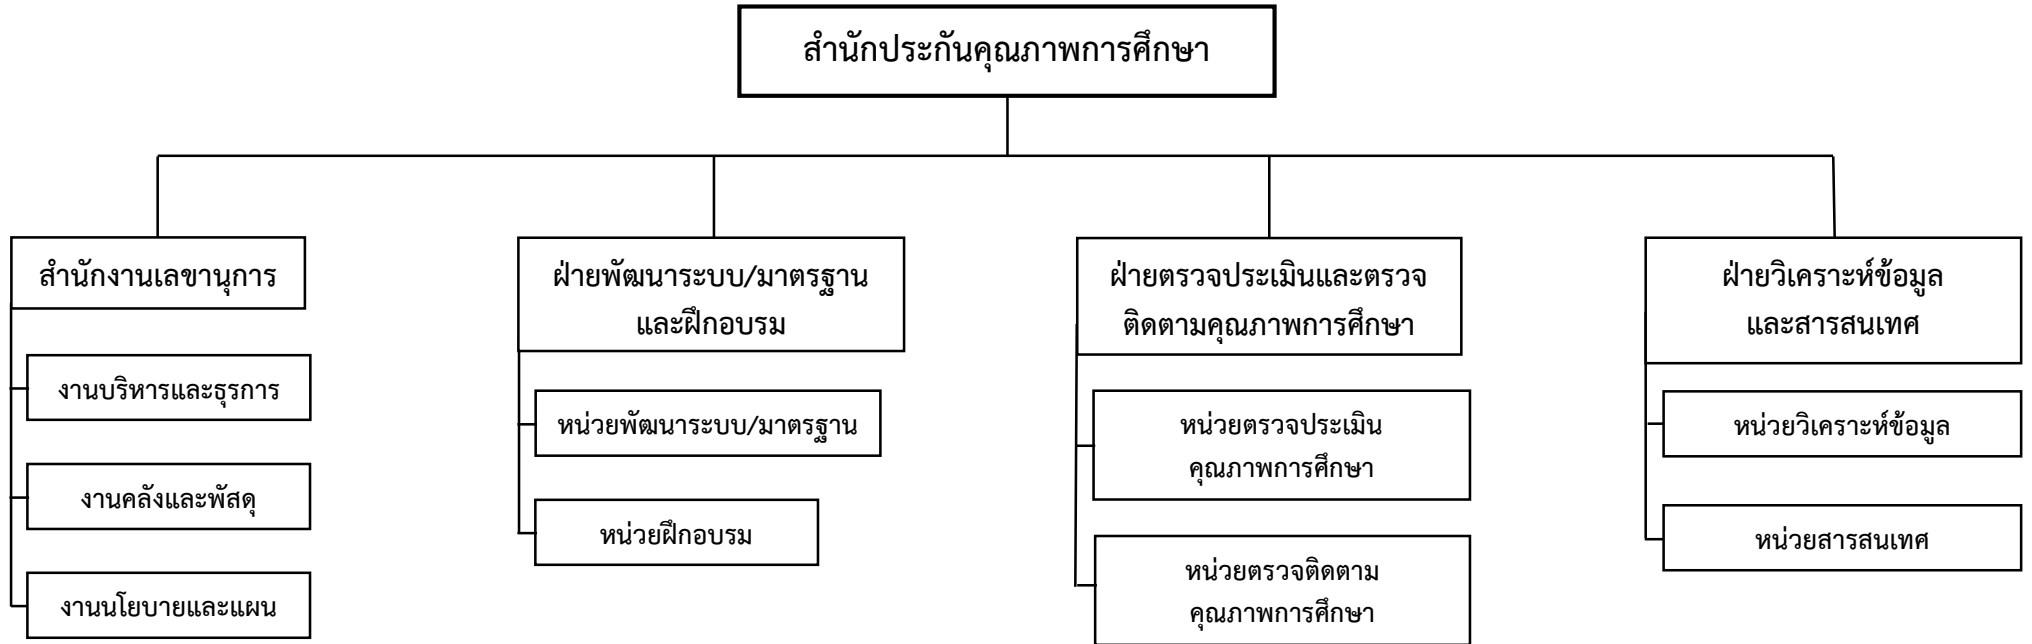 สำนักประกันคุณภาพการศึกษา
สำนักงานเลขานุการ
งานบริหารและธุรการ
งานคลังและพัสดุ
งานนโยบายและแผน
ฝ่ายพัฒนาระบบ/มาตรฐาน
และฝึกอบรม
หน่วยพัฒนาระบบ/มาตรฐาน
หน่วยฝึกอบรม
ฝ่ายตรวจประเมินและตรวจ
ติดตามคุณภาพการศึกษา
หน่วยตรวจประเมิน
คุณภาพการศึกษา
หน่วยตรวจติดตาม
คุณภาพการศึกษา
ฝ่ายวิเคราะห์ข้อมูล
และสารสนเทศ
หน่วยวิเคราะห์ข้อมูล
หน่วยสารสนเทศ